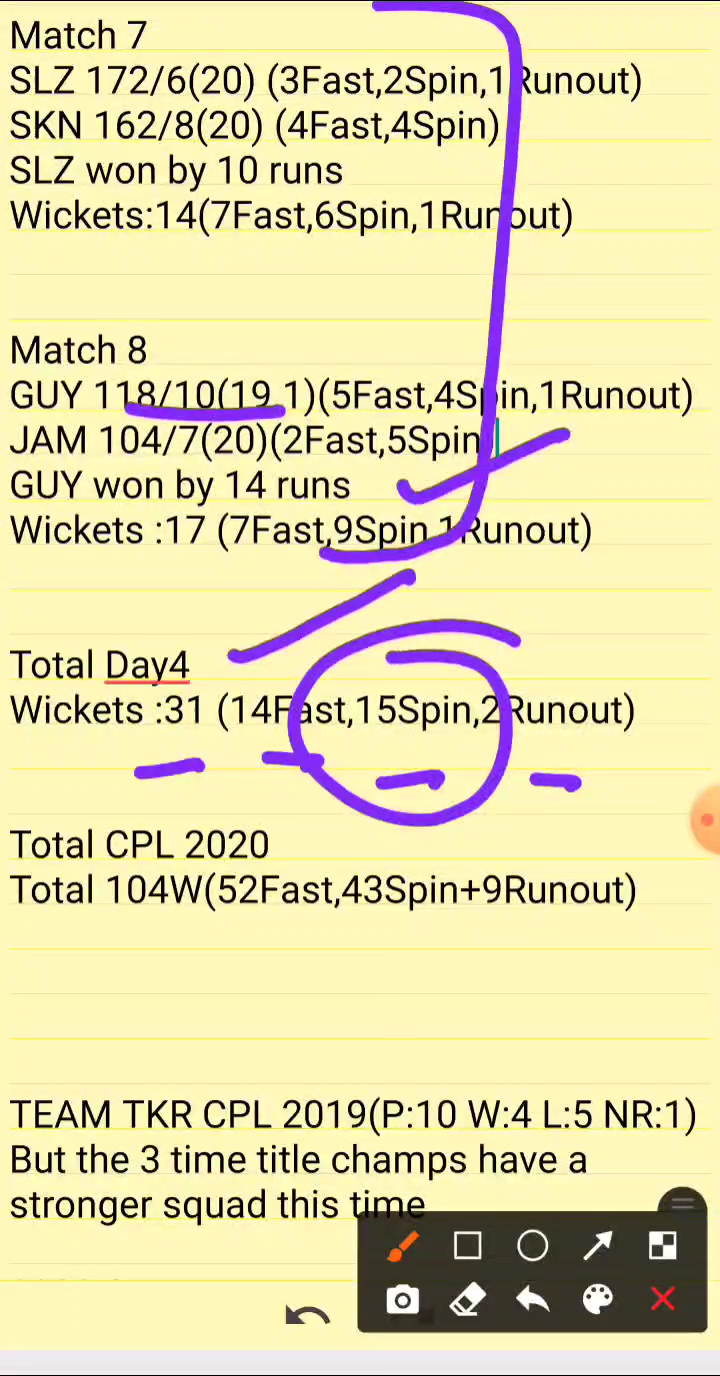 Match 7
SLZ 172/6(20) (3Fast,2Spin,1Runout)
SKN 162/8(20) (4Fast,4Spin)
SLZ won by 10 runs
Wickets:14(7Fast,6Spin,1Runout)
Match 8
GUY 118/10(19.1)(5Fast,4Spin,1Runout)
JAM 104/7(20)(2Fast,5Spin)
GUY won by 14 runs
Wickets :17 (7Fast,9Spin,1Runout)
Total Day4
Wickets :31 (14Fast,15Spin,2Runout)
Total CPL 2020
Total 104W(52Fast,43Spin+9Runout)
TEAM TKR CPL 2019(P:10 W:4 L:5 NR:1)
But the 3 time title champs have a
stronger squad this time